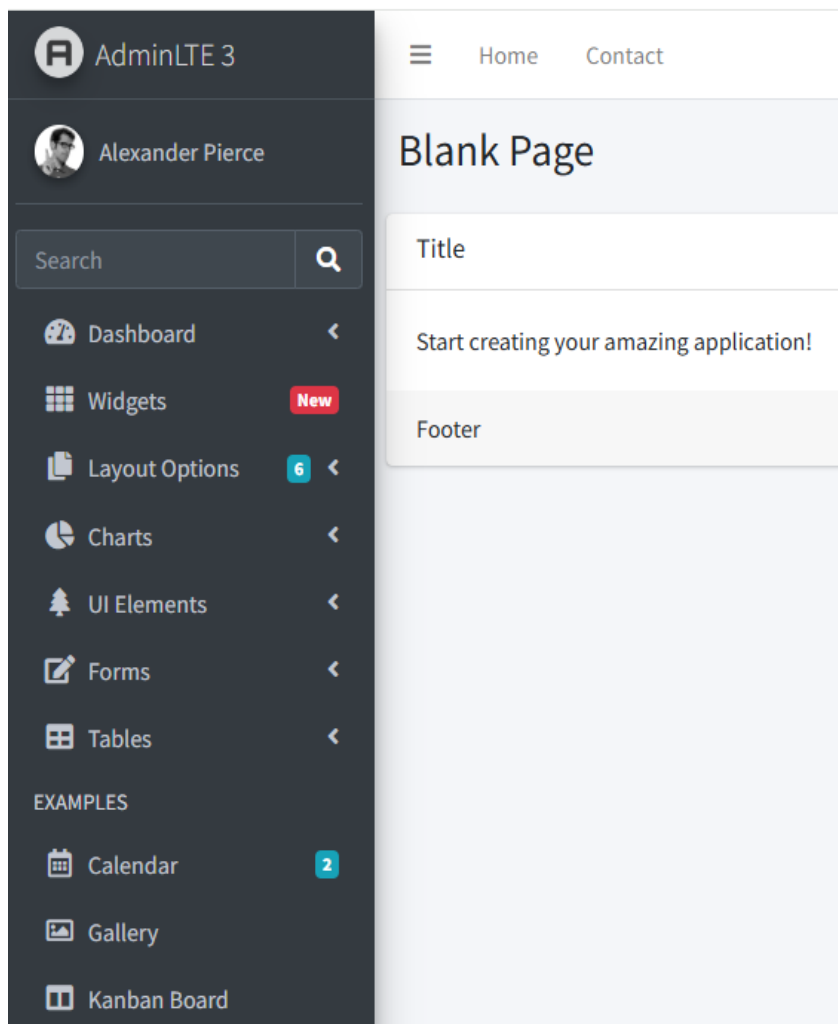 AdminLTE 3
Home Contact
Alexander Pierce
Blank Page
Search
Title
Dashboard
Start creating your amazing application!
Widgets New
Footer
Layout Options 6
Charts
UI Elements
Forms
Tables
EXAMPLES
Calendar 2
Gallery
Kanban Board